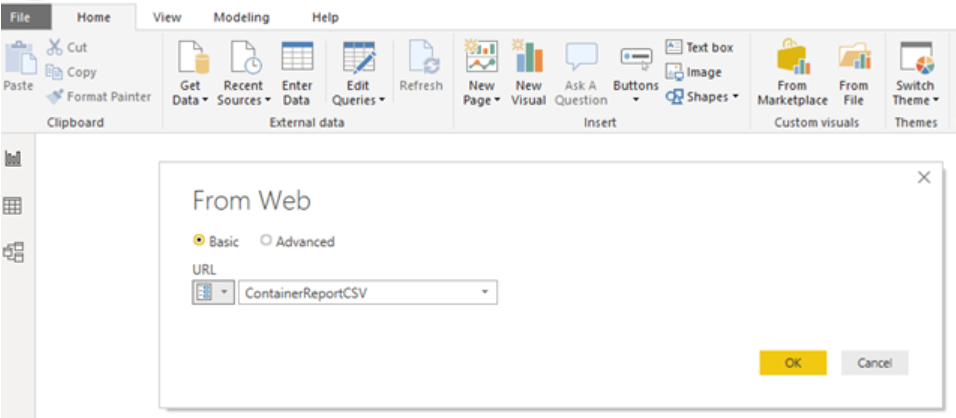 File Home View Modeling Help
Cut
Copy
Format Painter
Paste
Clipboard
Get Data
Recent Sources
Enter Data
Edit Queries
Refresh
External data
New Page
New Visual
Ask A Question
Buttons
Text box
Image
Shapes
Insert
From Marketplace
From File
Custom visuals
Switch Theme
Themes
From Web
Basic Advanced
URL
ContainerReportCSV
OK Cancel